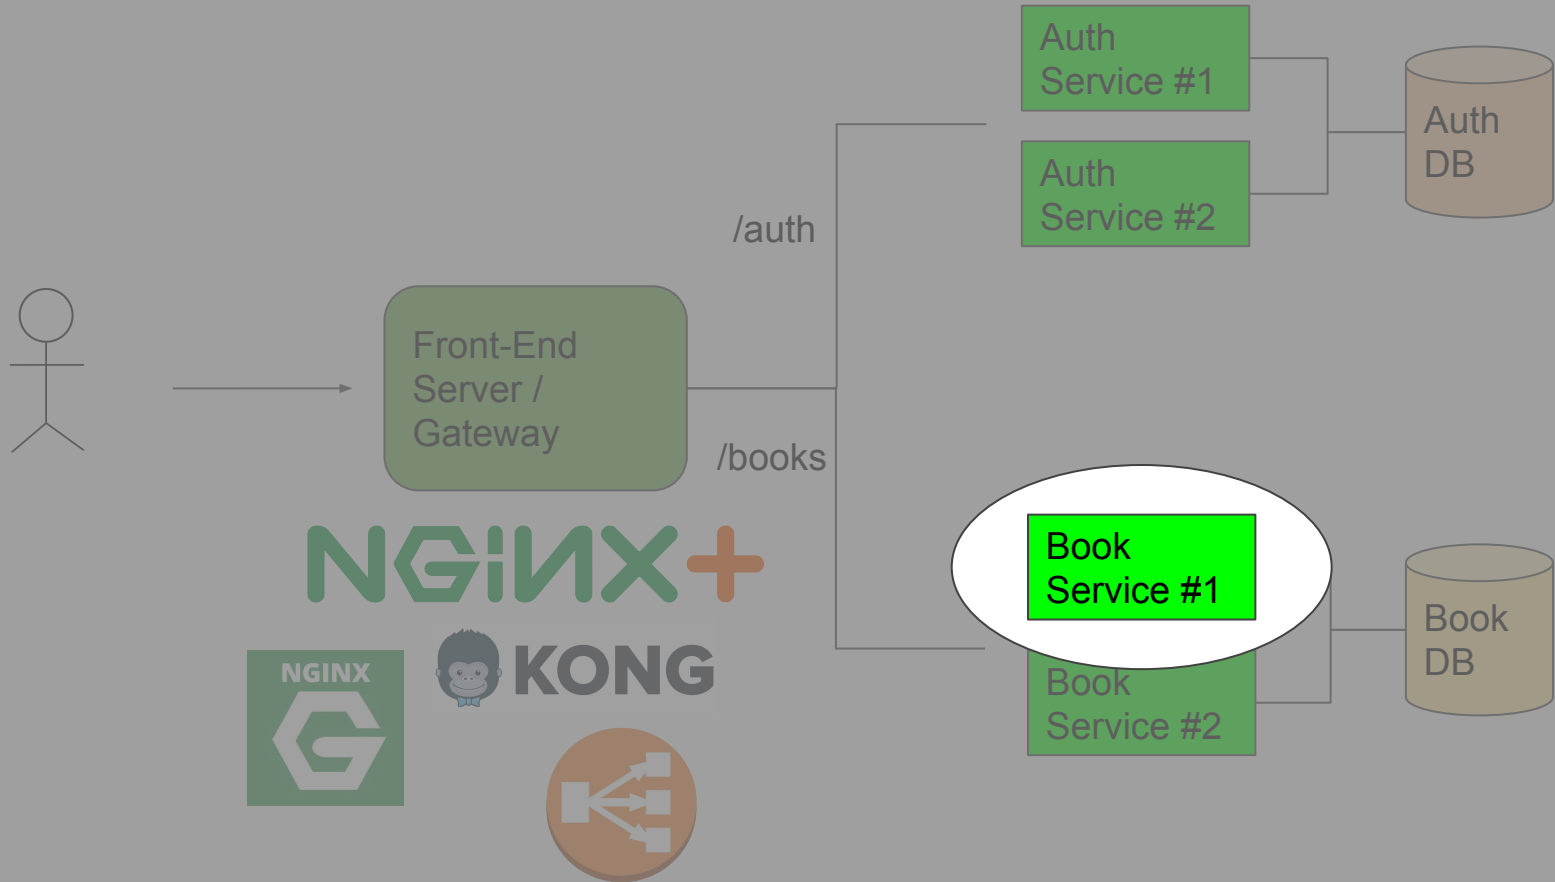 Auth
Service #1
Auth
Service #2
Auth
DB
/auth
Front-End
Server /
Gateway
/books
NGiNX+
KONG
NGINX
G
Book
Service #1
Book
Service #2
Book
DB